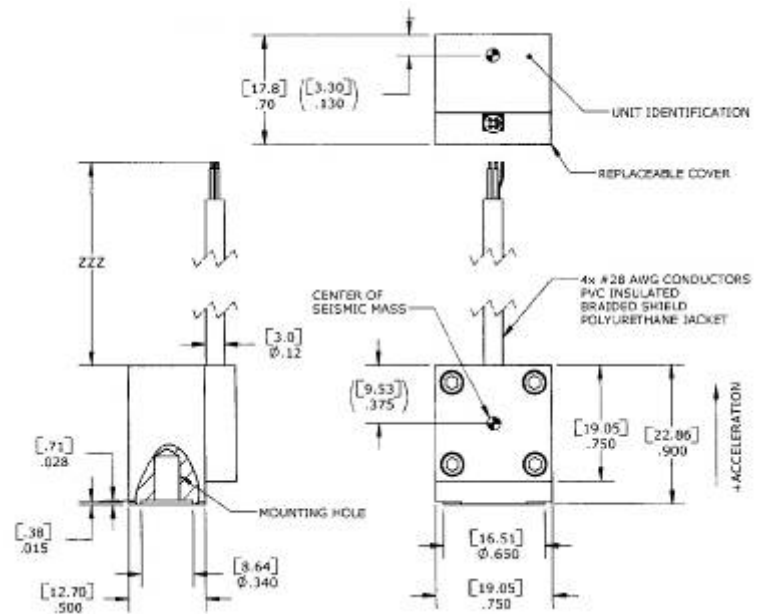 [17.8]
.70
([3.30])
.130
UNIT IDENTIFICATION
REPLACEABLE COVER
ZZZ
CENTER OF
SEISMIC MASS
4x #28 AWG CONDUCTORS
PVC INSULATED
BRAIDED SHIELD
POLYURETHANE JACKET
[3.0]
Ø.12
([9.53])
.375
[19.05]
.750
[22.86]
.900
+ACCELERATION
[.71]
.028
MOUNTING HOLE
[.38]
.015
[8.64]
Ø.340
[16.51]
Ø.650
[12.70]
.500
[19.05]
.750